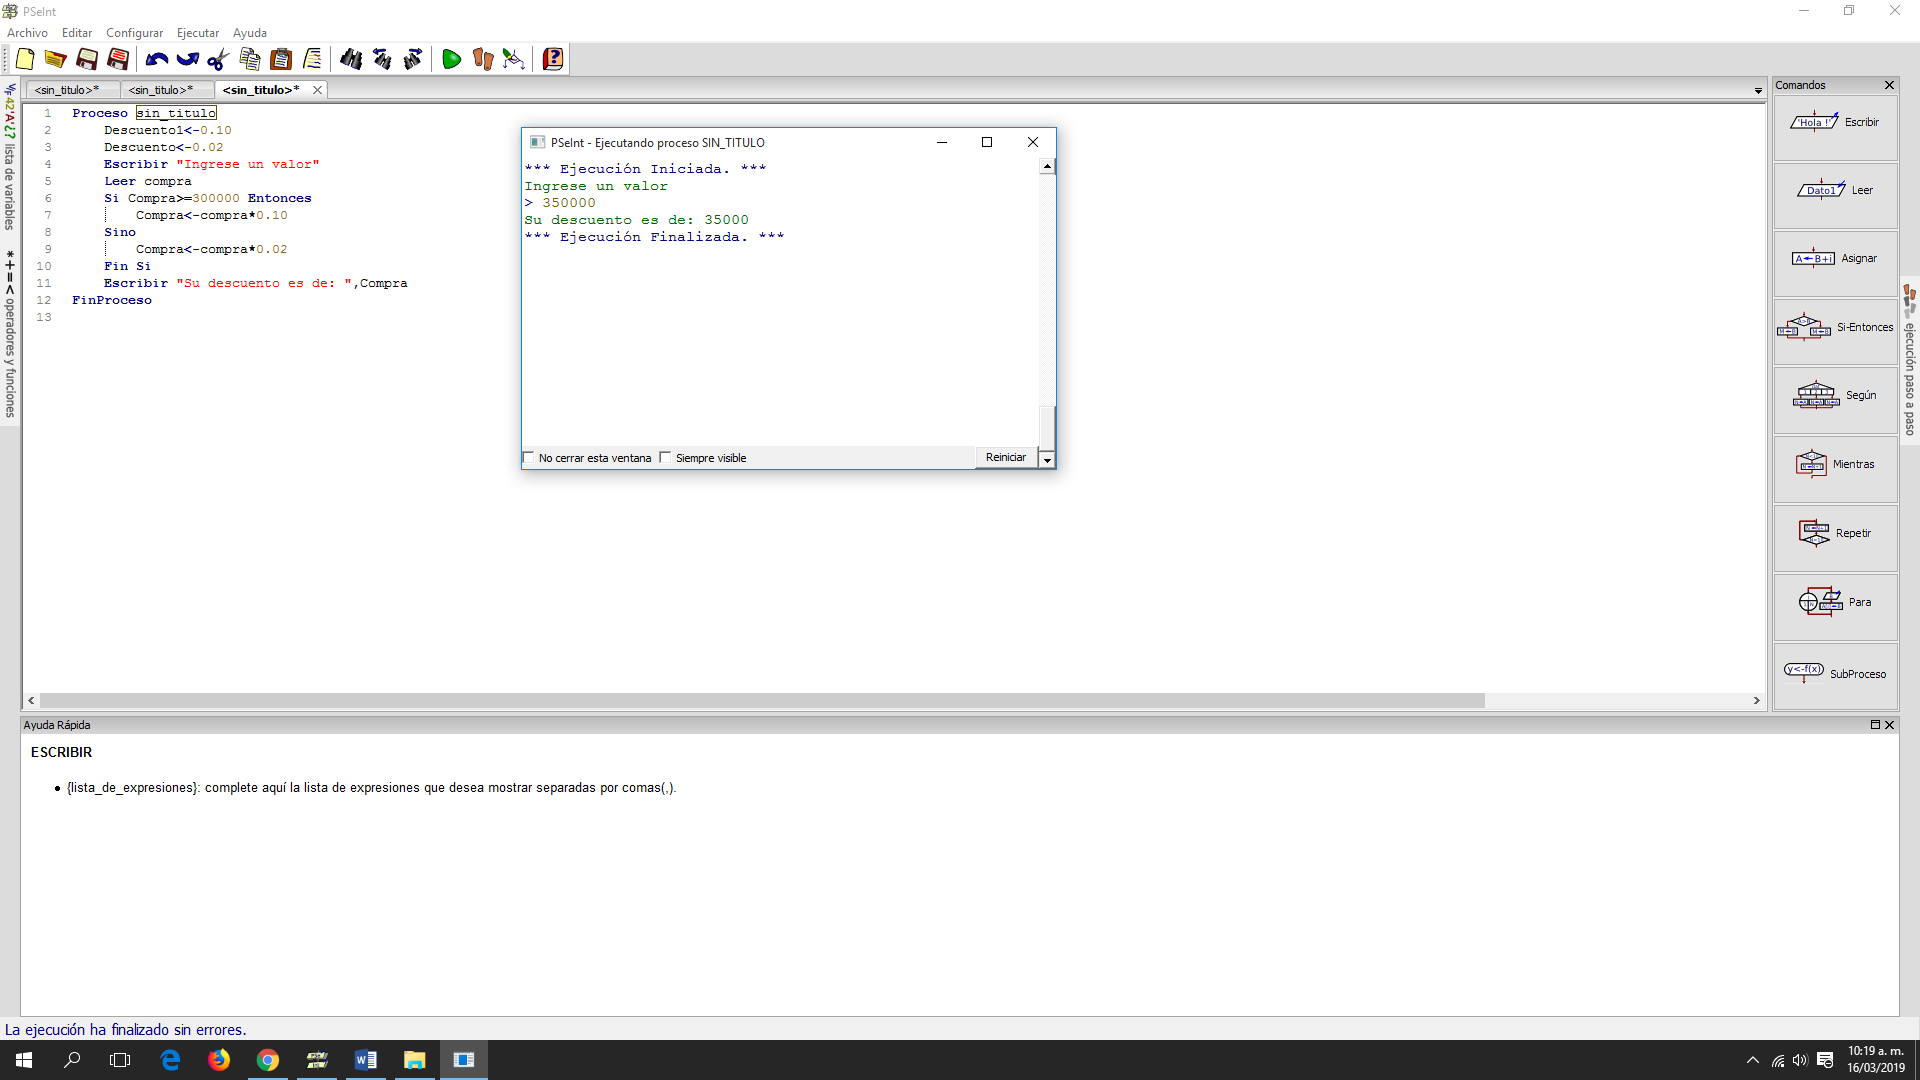 PSeInt
Archivo Editar Configurar Ejecutar Ayuda
<sin_titulo>* <sin_titulo>* <sin_titulo>*
1 Proceso sin_titulo
2 Descuento1<-0.10
3 Descuento<-0.02
4 Escribir "Ingrese un valor"
5 Leer compra
6 Si Compra>=300000 Entonces
7 Compra<-compra*0.10
8 Sino
9 Compra<-compra*0.02
10 Fin Si
11 Escribir "Su descuento es de: ",Compra
12 FinProceso
13
lista de variables
*+=< operadores y funciones
PSeInt - Ejecutando proceso SIN_TITULO
*** Ejecución Iniciada. ***
Ingrese un valor
> 350000
Su descuento es de: 35000
*** Ejecución Finalizada. ***
No cerrar esta ventana Siempre visible Reiniciar
Comandos
'Hola !' Escribir
Dato1 Leer
A←B+i Asignar
Si-Entonces
Según
Mientras
Repetir
Para
y<-f(x) SubProceso
ejecución paso a paso
Ayuda Rápida
ESCRIBIR
• {lista_de_expresiones}: complete aquí la lista de expresiones que desea mostrar separadas por comas(,).
La ejecución ha finalizado sin errores.
10:19 a. m.
16/03/2019